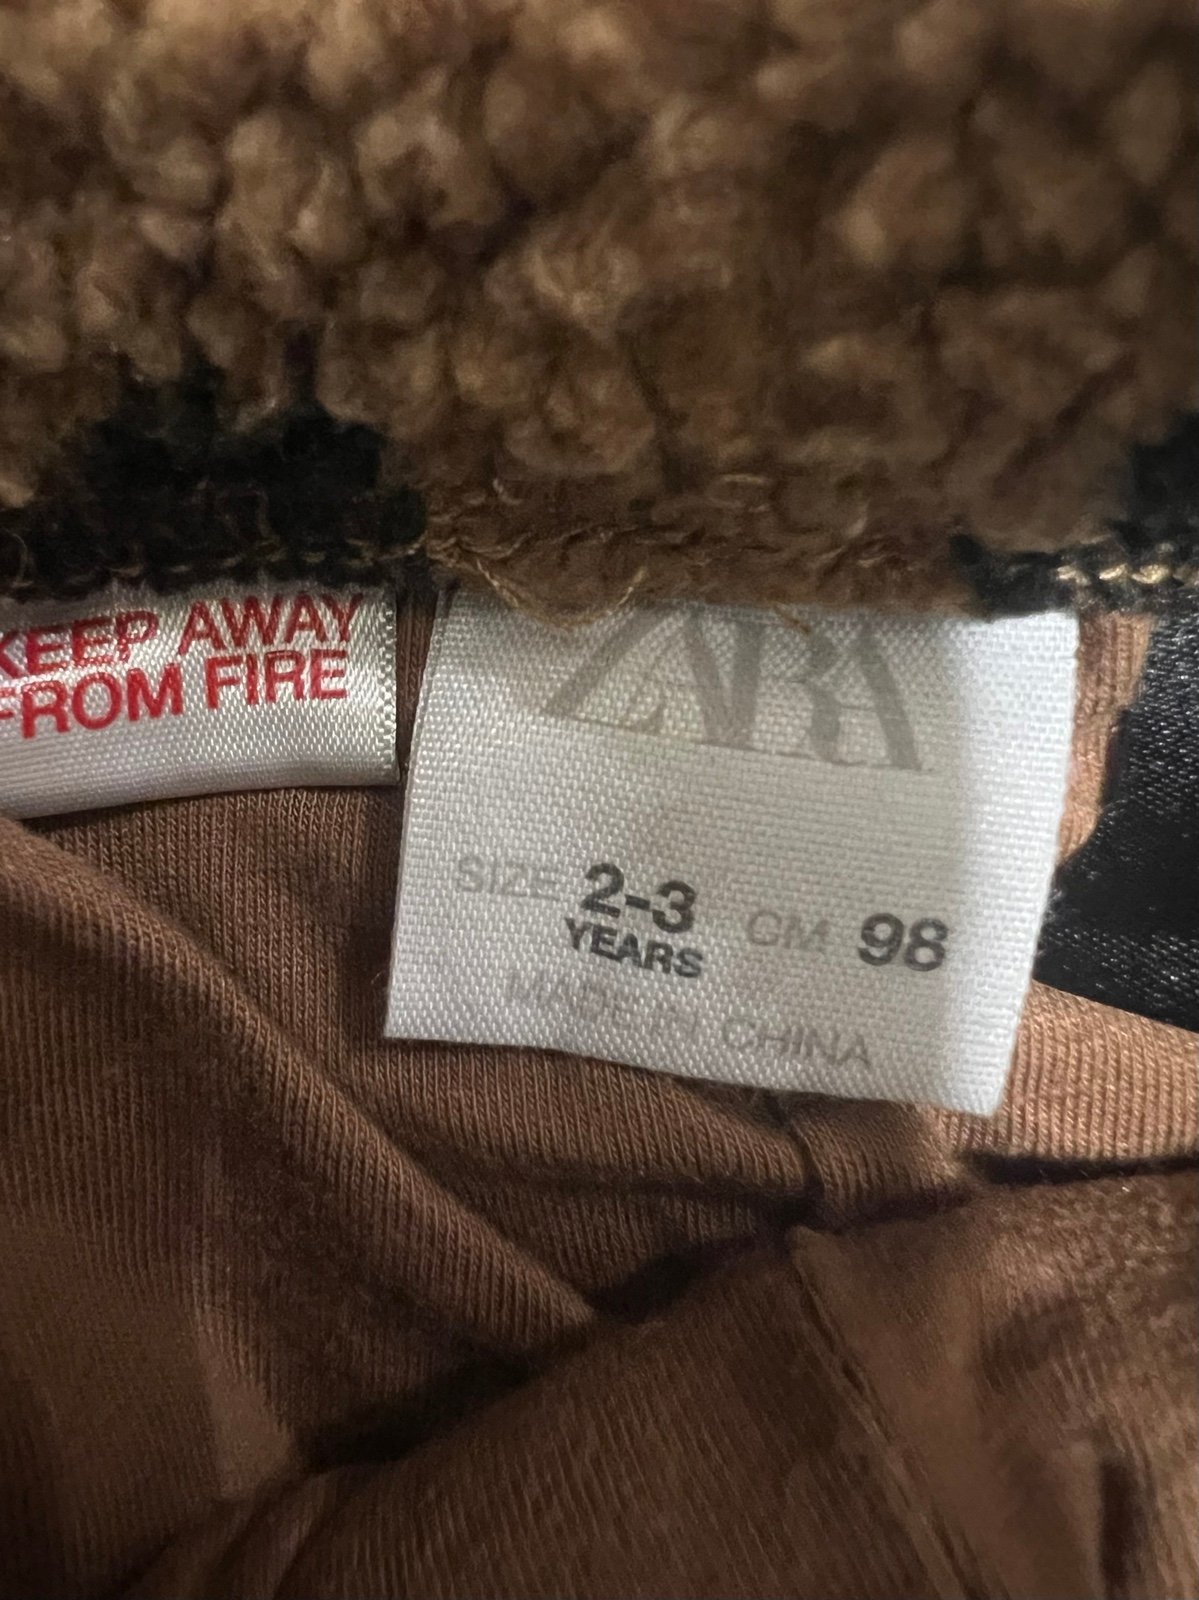 KEEP AWAY
FROM FIRE
ZARA
SIZE 2-3 CM 98
YEARS
MADE IN CHINA